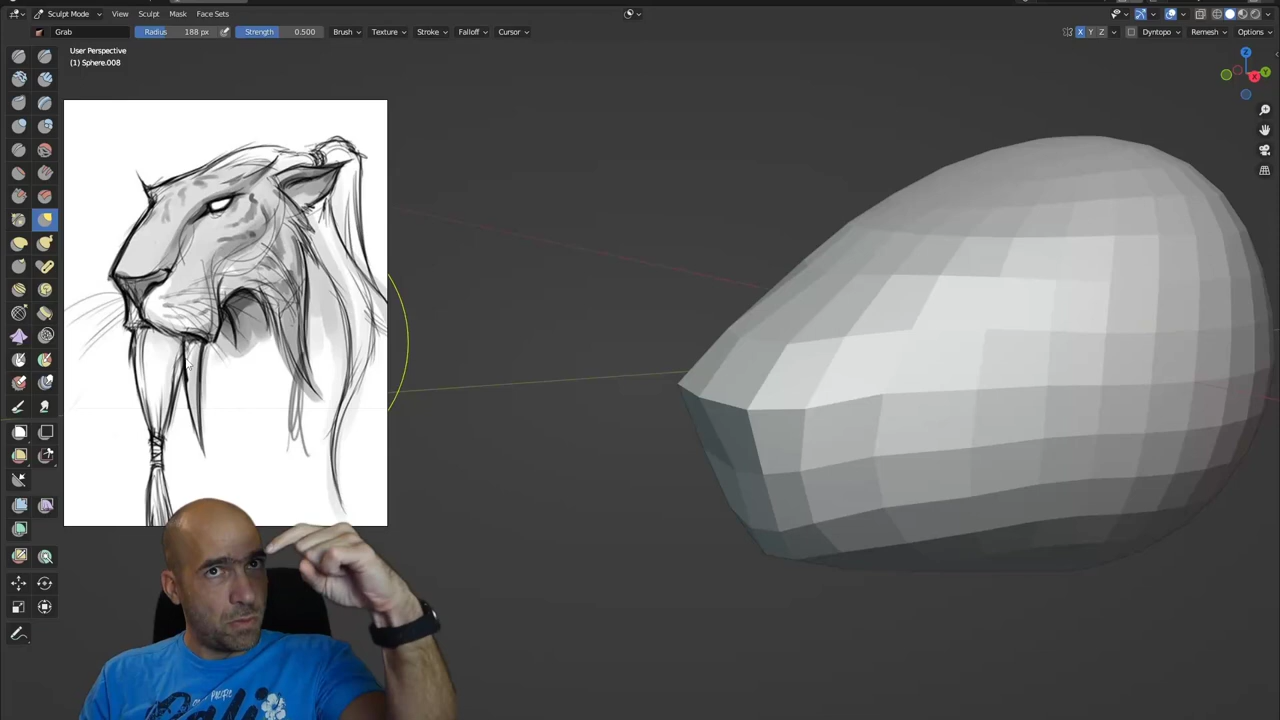 Sculpt Mode View Sculpt Mask Face Sets
Grab Radius 188 px Strength 0.500 Brush Texture Stroke Falloff Cursor X Y Z Dyntopo Remesh Options
User Perspective
(1) Sphere.008
Z
X Y